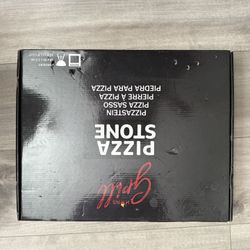 Grill
PIZZA
STONE
PIZZASTEIN
PIZZA SASSO
PIERRE À PIZZA
PIEDRA PARA PIZZA